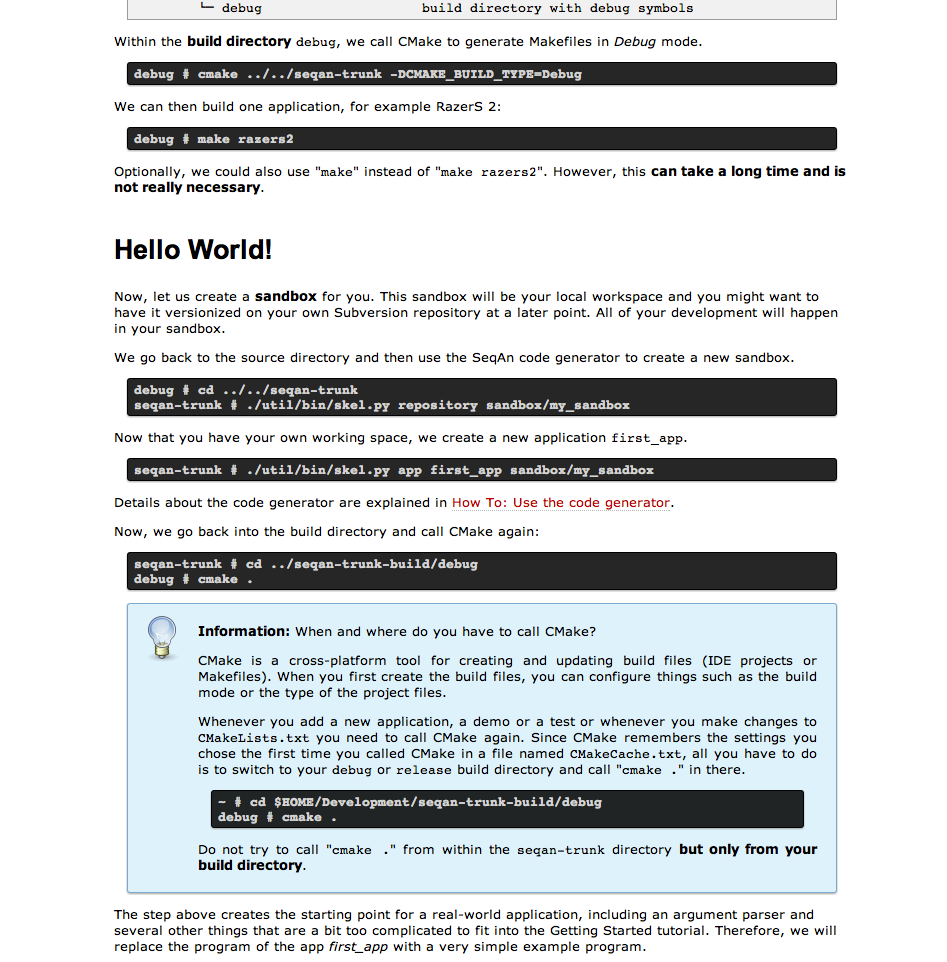 └─ debug build directory with debug symbols
Within the build directory debug, we call CMake to generate Makefiles in Debug mode.
debug # cmake ../../seqan-trunk -DCMAKE_BUILD_TYPE=Debug
We can then build one application, for example RazerS 2:
debug # make razers2
Optionally, we could also use "make" instead of "make razers2". However, this can take a long time and is
not really necessary.
Hello World!
Now, let us create a sandbox for you. This sandbox will be your local workspace and you might want to
have it versionized on your own Subversion repository at a later point. All of your development will happen
in your sandbox.
We go back to the source directory and then use the SeqAn code generator to create a new sandbox.
debug # cd ../../seqan-trunk
seqan-trunk # ./util/bin/skel.py repository sandbox/my_sandbox
Now that you have your own working space, we create a new application first_app.
seqan-trunk # ./util/bin/skel.py app first_app sandbox/my_sandbox
Details about the code generator are explained in How To: Use the code generator.
Now, we go back into the build directory and call CMake again:
seqan-trunk # cd ../seqan-trunk-build/debug
debug # cmake .
Information: When and where do you have to call CMake?
CMake is a cross-platform tool for creating and updating build files (IDE projects or
Makefiles). When you first create the build files, you can configure things such as the build
mode or the type of the project files.
Whenever you add a new application, a demo or a test or whenever you make changes to
CMakeLists.txt you need to call CMake again. Since CMake remembers the settings you
chose the first time you called CMake in a file named CMakeCache.txt, all you have to do
is to switch to your debug or release build directory and call "cmake ." in there.
~ # cd $HOME/Development/seqan-trunk-build/debug
debug # cmake .
Do not try to call "cmake ." from within the seqan-trunk directory but only from your
build directory.
The step above creates the starting point for a real-world application, including an argument parser and
several other things that are a bit too complicated to fit into the Getting Started tutorial. Therefore, we will
replace the program of the app first_app with a very simple example program.